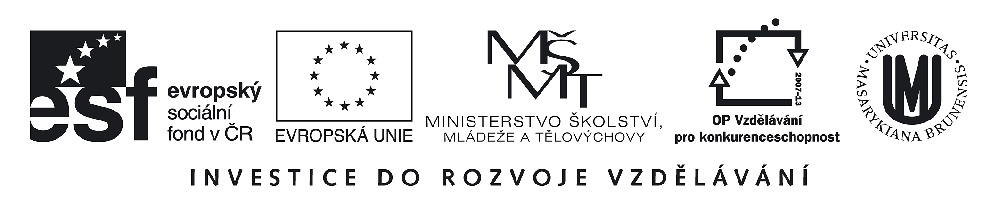 esf
evropský
sociální
fond v ČR
EVROPSKÁ UNIE
MŠMT
MINISTERSTVO ŠKOLSTVÍ,
MLÁDEŽE A TĚLOVÝCHOVY
2007-13
OP Vzdělávání
pro konkurenceschopnost
UNIVERSITAS • MASARYKIANA BRUNENSIS •
MU
INVESTICE DO ROZVOJE VZDĚLÁVÁNÍ